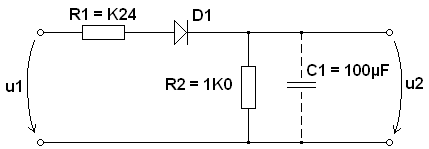 R1 = K24
D1
R2 = 1K0
C1 = 100µF
u1
u2